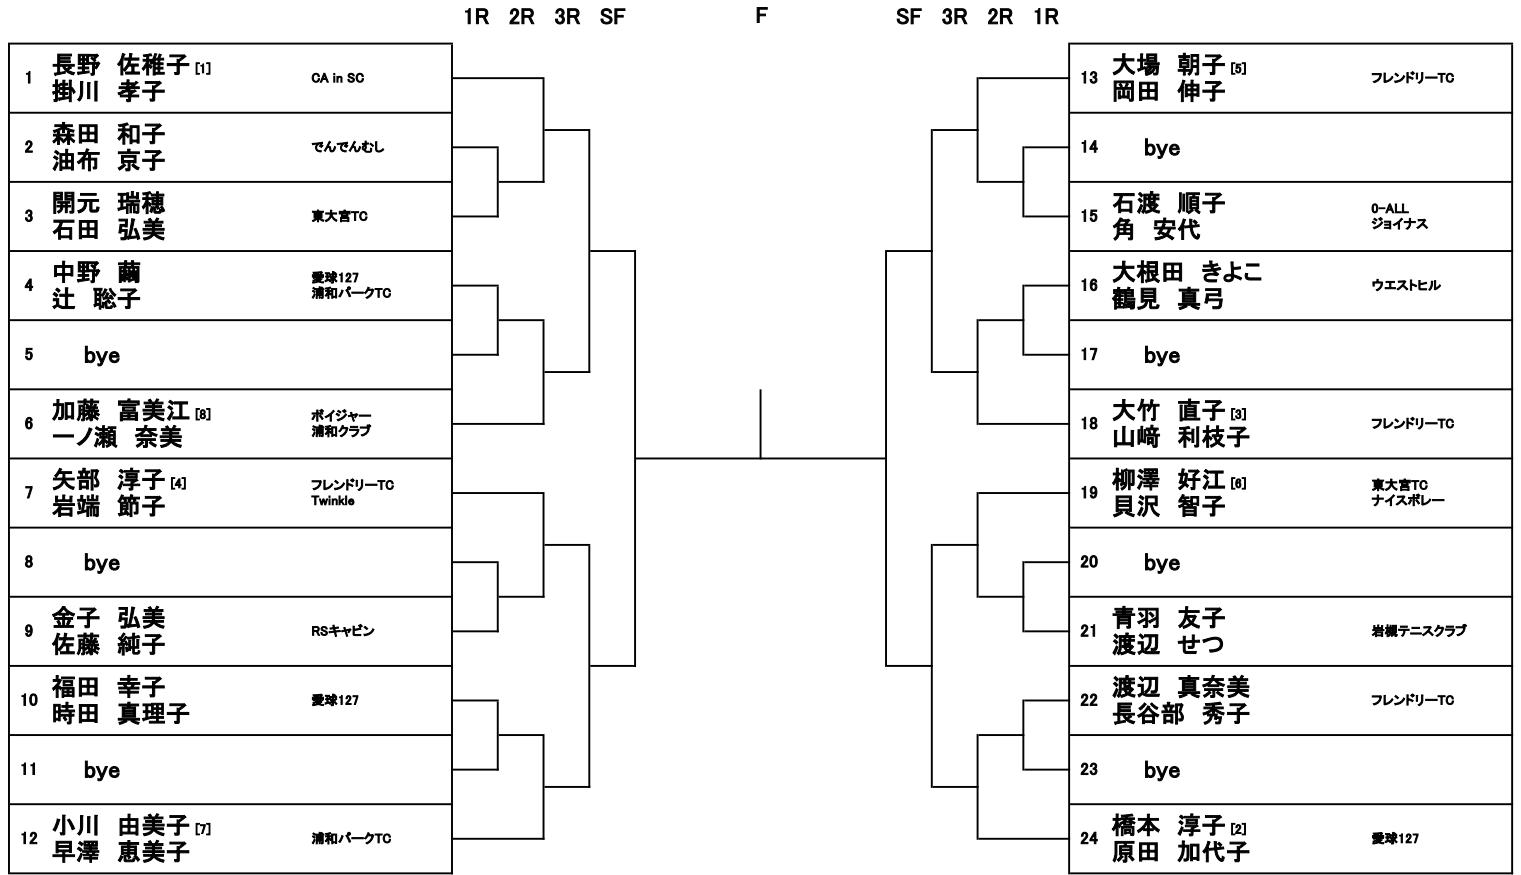 1R 2R 3R SF F SF 3R 2R 1R
1 長野 佐稚子 [1] CA in SC
掛川 孝子
2 森田 和子 でんでんむし
油布 京子
3 開元 瑞穂 東大宮TC
石田 弘美
4 中野 繭 愛球127
辻 聡子 浦和パークTC
5 bye
6 加藤 富美江 [8] ボイジャー
一ノ瀬 奈美 浦和クラブ
7 矢部 淳子 [4] フレンドリーTC
岩端 節子 Twinkle
8 bye
9 金子 弘美 RSキャビン
佐藤 純子
10 福田 幸子 愛球127
時田 真理子
11 bye
12 小川 由美子 [7] 浦和パークTC
早澤 恵美子
13 大場 朝子 [5] フレンドリーTC
岡田 伸子
14 bye
15 石渡 順子 O-ALL
角 安代 ジョイナス
16 大根田 きよこ ウエストヒル
鶴見 真弓
17 bye
18 大竹 直子 [3] フレンドリーTC
山﨑 利枝子
19 柳澤 好江 [6] 東大宮TC
貝沢 智子 ナイスボレー
20 bye
21 青羽 友子 岩槻テニスクラブ
渡辺 せつ
22 渡辺 真奈美 フレンドリーTC
長谷部 秀子
23 bye
24 橋本 淳子 [2] 愛球127
原田 加代子